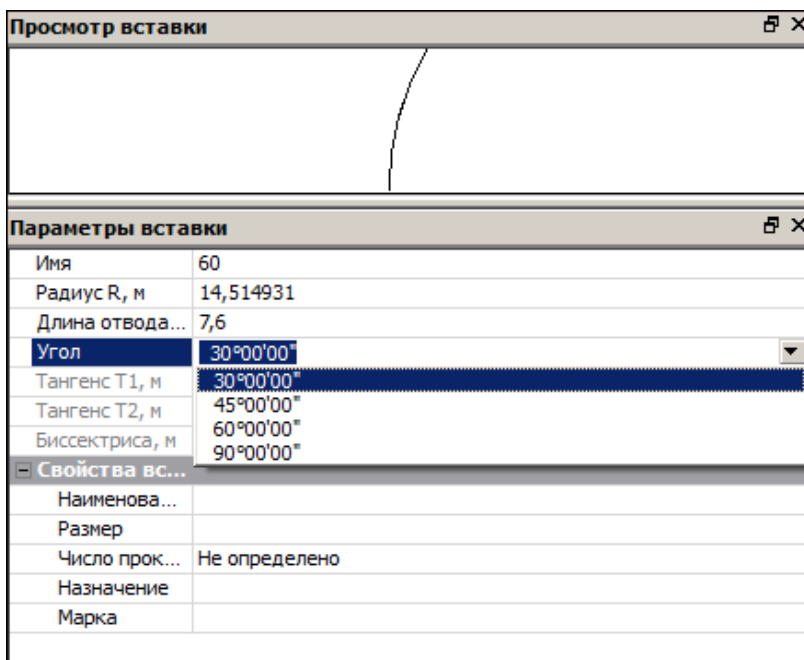 Просмотр вставки
Параметры вставки
Имя 60
Радиус R, м 14,514931
Длина отвода... 7,6
Угол 30°00'00"
30°00'00"
Тангенс T1, м
45°00'00"
Тангенс T2, м
60°00'00"
Биссектриса, м
90°00'00"
Свойства вс...
Наименова...
Размер
Число прок... Не определено
Назначение
Марка